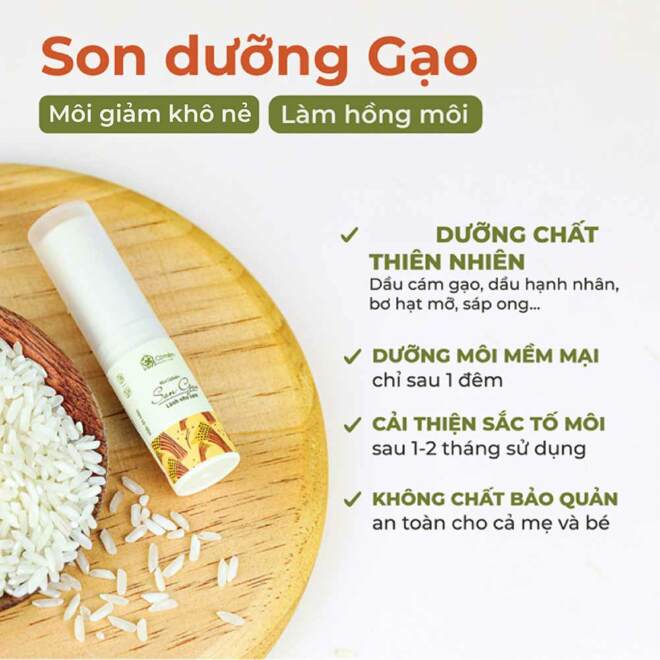 Son dưỡng Gạo
Môi giảm khô nẻ
Làm hồng môi
DƯỠNG CHẤT
THIÊN NHIÊN
Dầu cám gạo, dầu hạnh nhân,
bơ hạt mỡ, sáp ong...
DƯỠNG MÔI MỀM MẠI
chỉ sau 1 đêm
CẢI THIỆN SẮC TỐ MÔI
sau 1-2 tháng sử dụng
KHÔNG CHẤT BẢO QUẢN
an toàn cho cả mẹ và bé